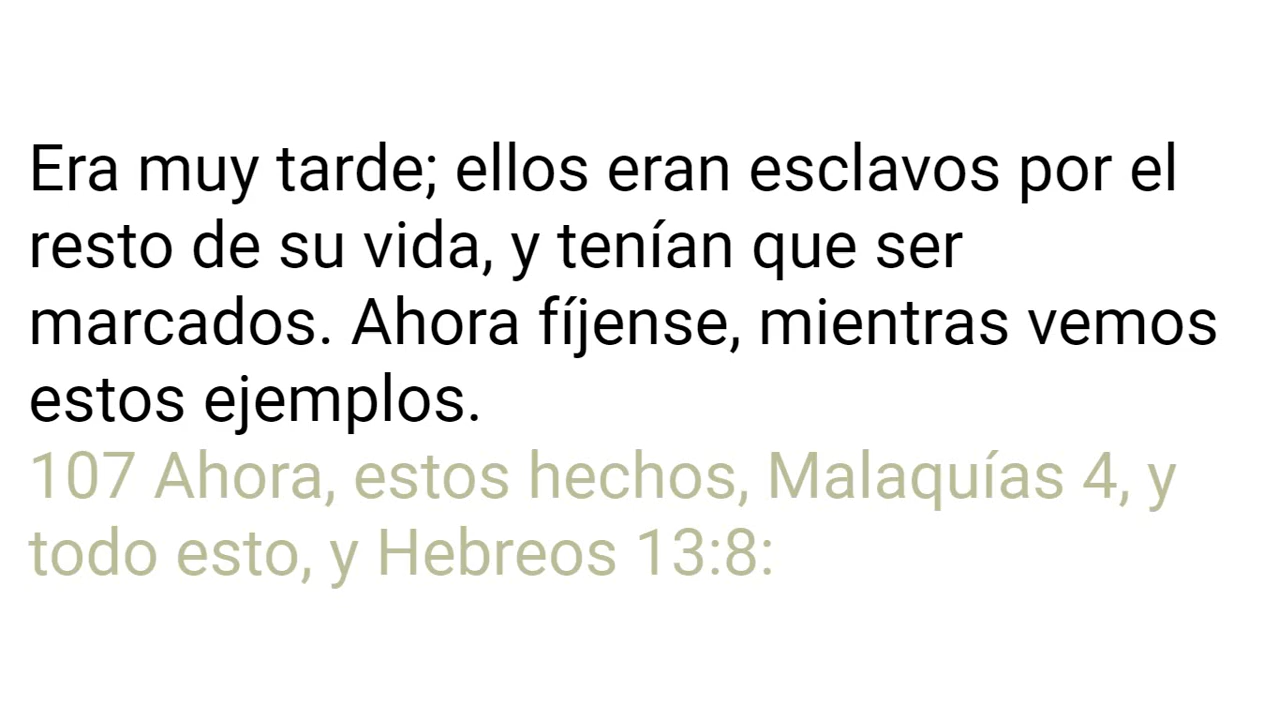 Era muy tarde; ellos eran esclavos por el
resto de su vida, y tenían que ser
marcados. Ahora fíjense, mientras vemos
estos ejemplos.
107 Ahora, estos hechos, Malaquías 4, y
todo esto, y Hebreos 13:8: